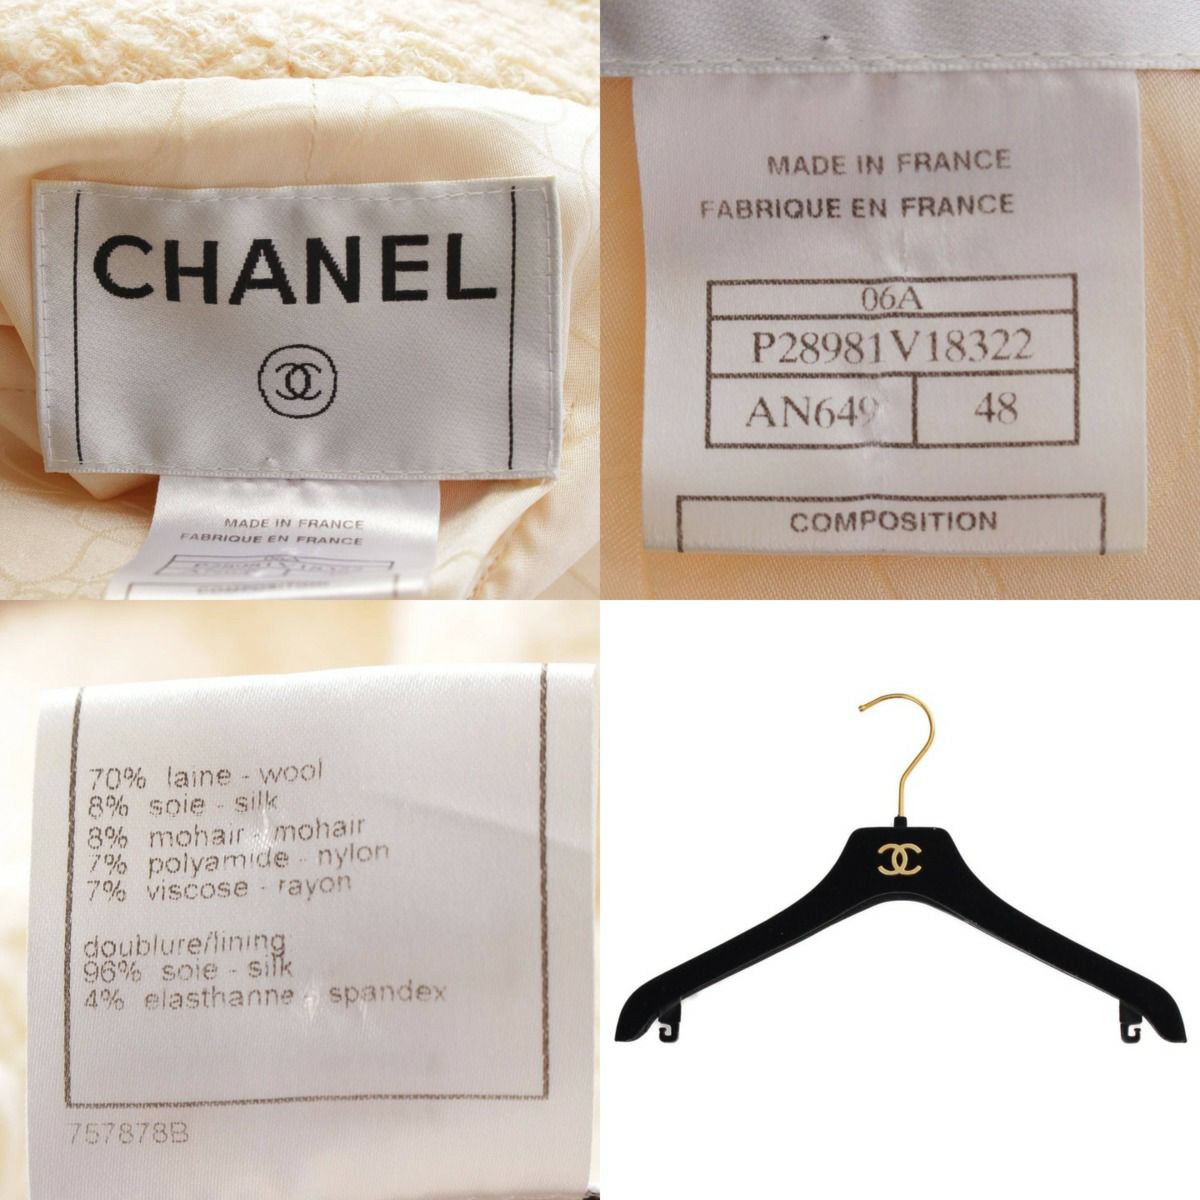 CHANEL
MADE IN FRANCE
FABRIQUE EN FRANCE
06A
P28981V18322
MADE IN FRANCE
FABRIQUE EN FRANCE
06A
P28981V18322
AN649
48
COMPOSITION
70% laine - wool
8% soie - silk
8% mohair - mohair
7% polyamide - nylon
7% viscose - rayon
doublure/lining
96% soie - silk
4% elasthanne - spandex
757878B